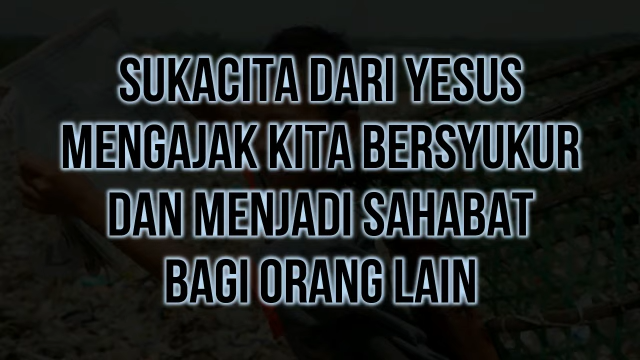 SUKACITA DARI YESUS
MENGAJAK KITA BERSYUKUR
DAN MENJADI SAHABAT
BAGI ORANG LAIN